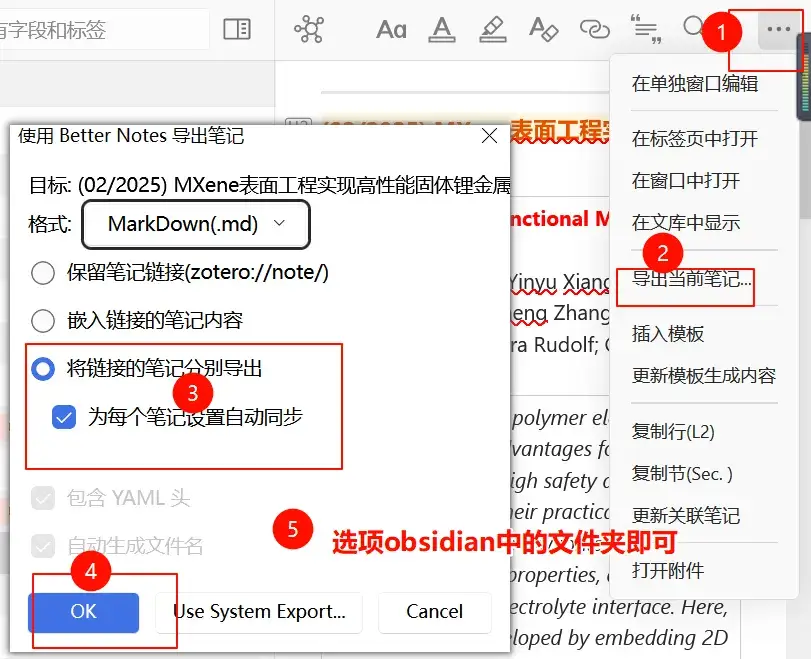 有字段和标签
Aa
1
在单独窗口编辑
在标签页中打开
在窗口中打开
在文库中显示
2
导出当前笔记...
插入模板
更新模板生成内容
复制行(L2)
复制节(Sec. )
更新关联笔记
打开附件
使用 Better Notes 导出笔记
目标: (02/2025) MXene表面工程实现高性能固体锂金属
格式: MarkDown(.md)
保留笔记链接(zotero://note/)
嵌入链接的笔记内容
将链接的笔记分别导出
3
为每个笔记设置自动同步
包含 YAML 头
自动生成文件名
4
OK
Use System Export...
Cancel
5
选项obsidian中的文件夹即可
表面工程实
nctional M
Yinyu Xiang
eng Zhang
ra Rudolf;
polymer el
vantages fo
igh safety a
heir practic
properties,
ectrolyte interface. Here,
loped by embedding 2D